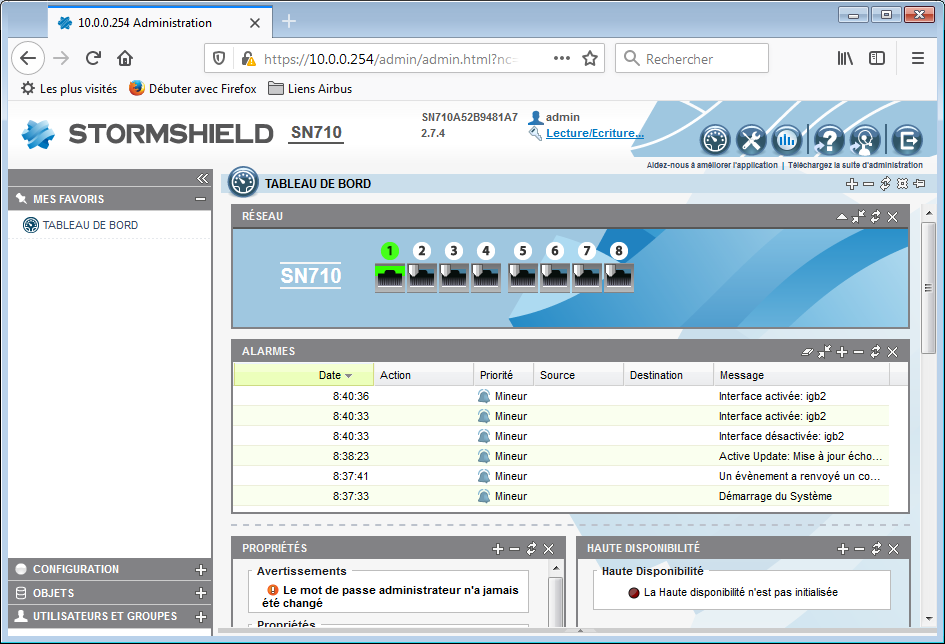 10.0.0.254 Administration
https://10.0.0.254/admin/admin.html?nc=
Rechercher
Les plus visités
Débuter avec Firefox
Liens Airbus
STORMSHIELD SN710
SN710A52B9481A7
2.7.4
admin
Lecture/Ecriture...
Aidez-nous à améliorer l'application | Téléchargez la suite d'administration
MES FAVORIS
TABLEAU DE BORD
CONFIGURATION
OBJETS
UTILISATEURS ET GROUPES
TABLEAU DE BORD
RÉSEAU
SN710
1 2 3 4 5 6 7 8
ALARMES
Date Action Priorité Source Destination Message
8:40:36 Mineur Interface activée: igb2
8:40:33 Mineur Interface activée: igb2
8:40:33 Mineur Interface désactivée: igb2
8:38:23 Mineur Active Update: Mise à jour écho...
8:37:41 Mineur Un évènement a renvoyé un co...
8:37:33 Mineur Démarrage du Système
PROPRIÉTÉS
Avertissements
Le mot de passe administrateur n'a jamais
été changé
Propriétés
HAUTE DISPONIBILITÉ
Haute Disponibilité
La Haute disponibilité n'est pas initialisée